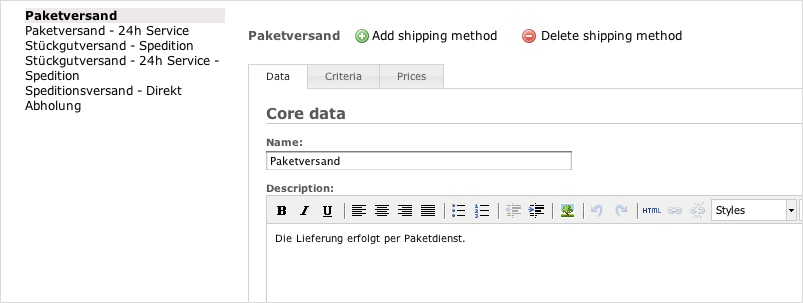 Paketversand
Paketversand - 24h Service
Stückgutversand - Spedition
Stückgutversand - 24h Service -
Spedition
Speditionsversand - Direkt
Abholung
Paketversand Add shipping method Delete shipping method
Data Criteria Prices
Core data
Name:
Paketversand
Description:
B I U HTML Styles
Die Lieferung erfolgt per Paketdienst.